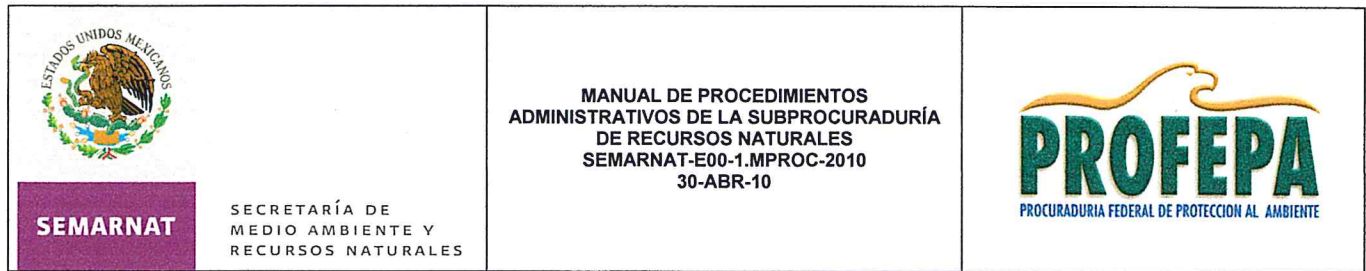 ESTADOS UNIDOS MEXICANOS
SEMARNAT
SECRETARÍA DE
MEDIO AMBIENTE Y
RECURSOS NATURALES
MANUAL DE PROCEDIMIENTOS
ADMINISTRATIVOS DE LA SUBPROCURADURÍA
DE RECURSOS NATURALES
SEMARNAT-E00-1.MPROC-2010
30-ABR-10
PROFEPA
PROCURADURIA FEDERAL DE PROTECCION AL AMBIENTE